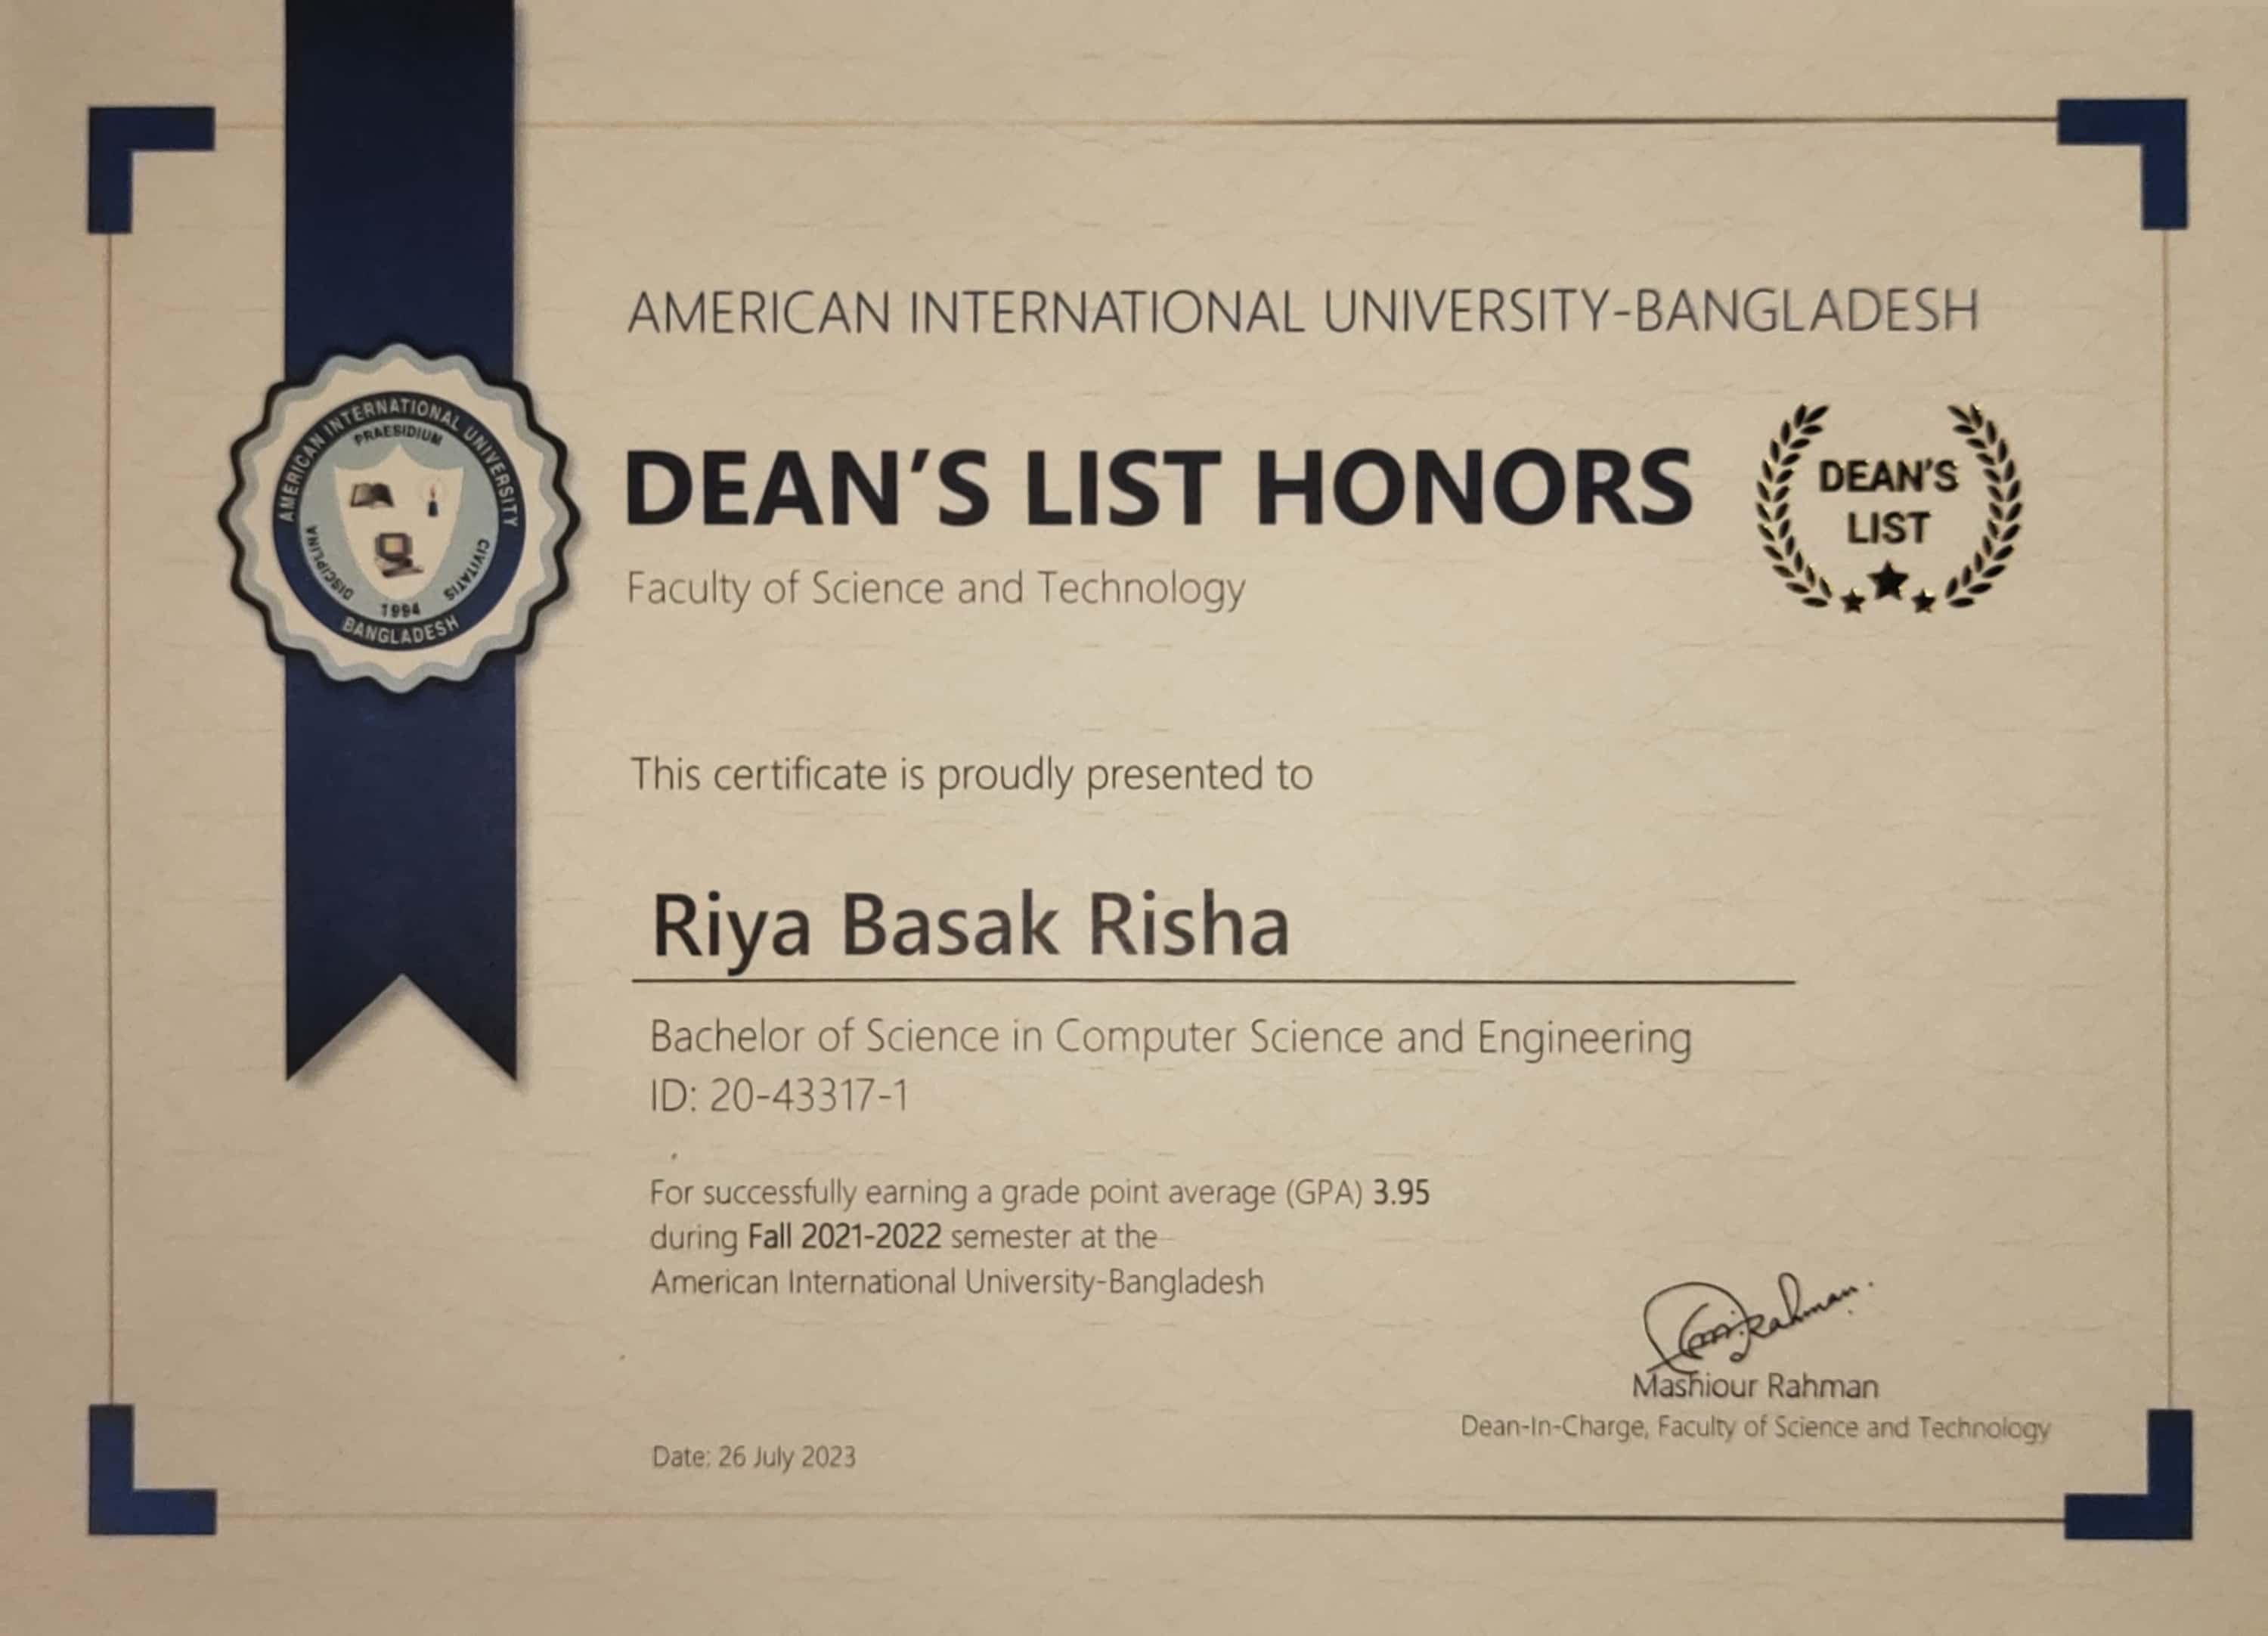 AMERICAN INTERNATIONAL UNIVERSITY-BANGLADESH
AMERICAN INTERNATIONAL UNIVERSITY
PRAESIDIUM
DISCIPLINA
CIVITATIS
1994
BANGLADESH
DEAN'S LIST HONORS
DEAN'S
LIST
Faculty of Science and Technology
This certificate is proudly presented to
Riya Basak Risha
Bachelor of Science in Computer Science and Engineering
ID: 20-43317-1
For successfully earning a grade point average (GPA) 3.95
during Fall 2021-2022 semester at the
American International University-Bangladesh
Mashiour Rahman
Dean-In-Charge, Faculty of Science and Technology
Date: 26 July 2023